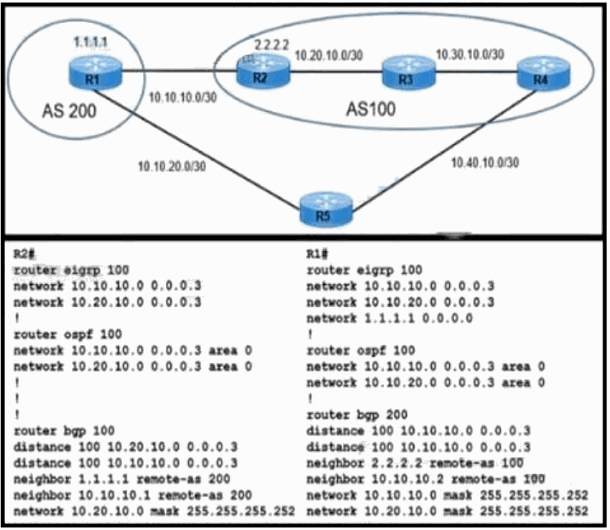 1.1.1.1
2.2.2.2
10.20.10.0/30
10.30.10.0/30
R1
R2
R3
R4
10.10.10.0/30
AS 200
AS100
10.10.20.0/30
10.40.10.0/30
R5
R2#
router eigrp 100
network 10.10.10.0 0.0.0.3
network 10.20.10.0 0.0.0.3
!
router ospf 100
network 10.10.10.0 0.0.0.3 area 0
network 10.20.10.0 0.0.0.3 area 0
!
!
!
router bgp 100
distance 100 10.20.10.0 0.0.0.3
distance 100 10.10.10.0 0.0.0.3
neighbor 1.1.1.1 remote-as 200
neighbor 10.10.10.1 remote-as 200
network 10.20.10.0 mask 255.255.255.252
R1#
router eigrp 100
network 10.10.10.0 0.0.0.3
network 10.10.20.0 0.0.0.3
network 1.1.1.1 0.0.0.0
!
router ospf 100
network 10.10.10.0 0.0.0.3 area 0
network 10.10.20.0 0.0.0.3 area 0
!
router bgp 200
distance 100 10.10.10.0 0.0.0.3
distance 100 10.10.10.0 0.0.0.3
neighbor 2.2.2.2 remote-as 100
neighbor 10.10.10.2 remote-as 100
network 10.10.10.0 mask 255.255.255.252